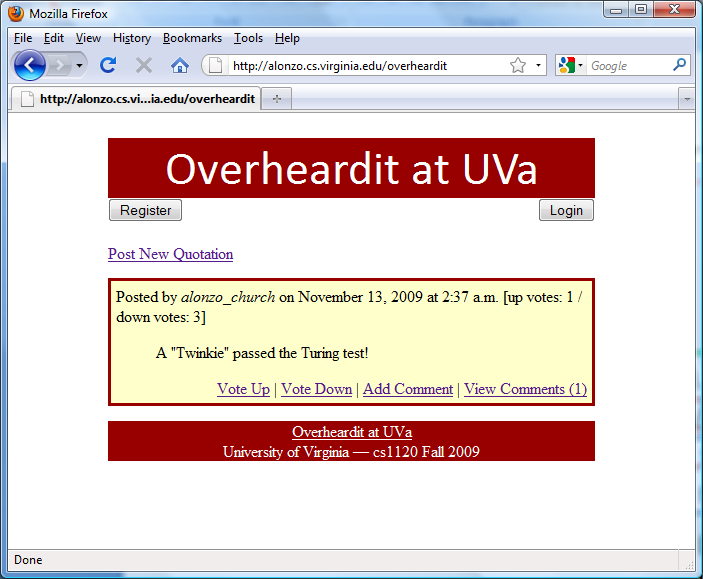 Mozilla Firefox
File Edit View History Bookmarks Tools Help
http://alonzo.cs.virginia.edu/overheardit
Google
http://alonzo.cs.vi...ia.edu/overheardit
Overheardit at UVa
Register Login
Post New Quotation
Posted by alonzo_church on November 13, 2009 at 2:37 a.m. [up votes: 1 /
down votes: 3]
A "Twinkie" passed the Turing test!
Vote Up | Vote Down | Add Comment | View Comments (1)
Overheardit at UVa
University of Virginia — cs1120 Fall 2009
Done